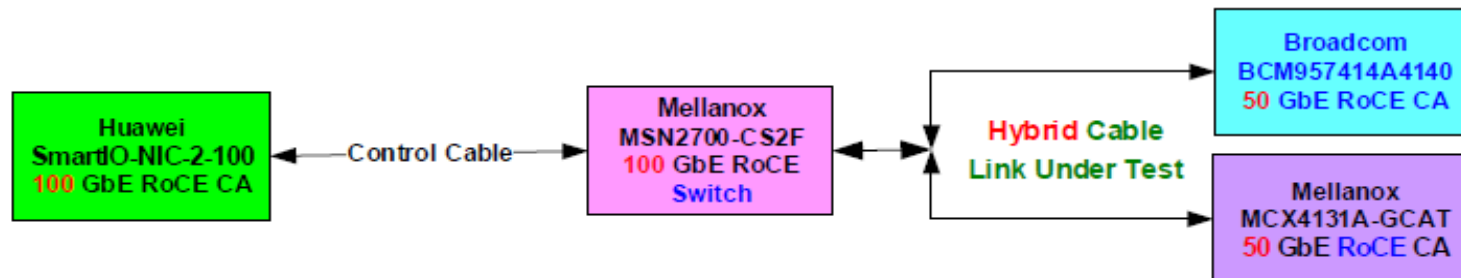 Huawei
SmartIO-NIC-2-100
100 GbE RoCE CA
Control Cable
Mellanox
MSN2700-CS2F
100 GbE RoCE
Switch
Hybrid Cable
Link Under Test
Broadcom
BCM957414A4140
50 GbE RoCE CA
Mellanox
MCX4131A-GCAT
50 GbE RoCE CA